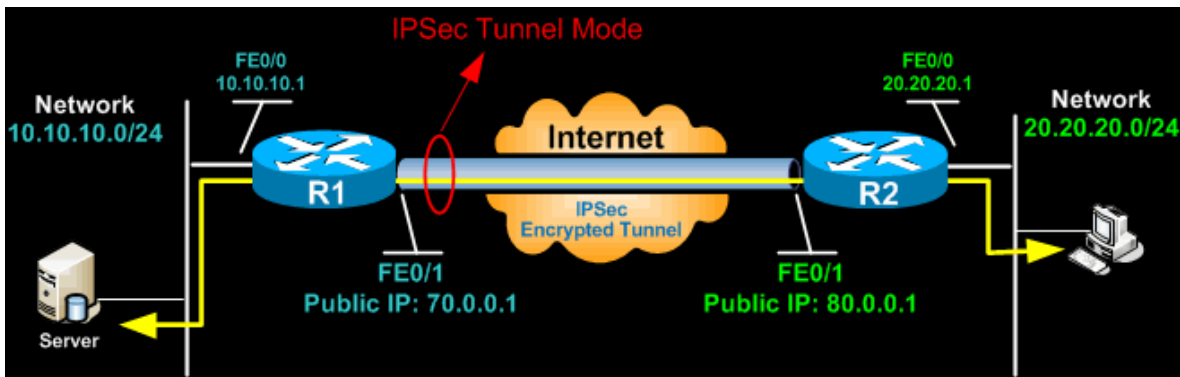 IPSec Tunnel Mode
FE0/0
10.10.10.1
FE0/0
20.20.20.1
Network
10.10.10.0/24
Internet
Network
20.20.20.0/24
R1
R2
IPSec
Encrypted Tunnel
FE0/1
Public IP: 70.0.0.1
FE0/1
Public IP: 80.0.0.1
Server